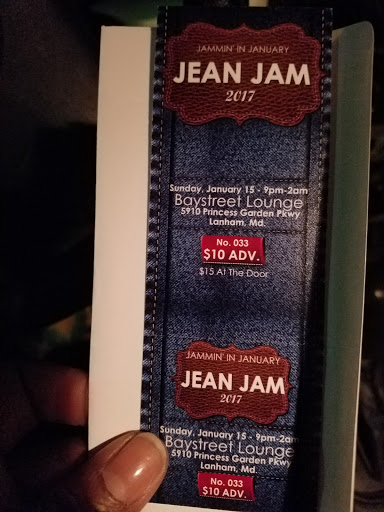 JAMMIN' IN JANUARY
JEAN JAM
2017
Sunday, January 15 - 9pm-2am
Baystreet Lounge
5910 Princess Garden Pkwy
Lanham, Md.
No. 033
$10 ADV.
$15 At The Door
JAMMIN' IN JANUARY
JEAN JAM
2017
Sunday, January 15 - 9pm-2am
Baystreet Lounge
5910 Princess Garden Pkwy
Lanham, Md.
No. 033
$10 ADV.